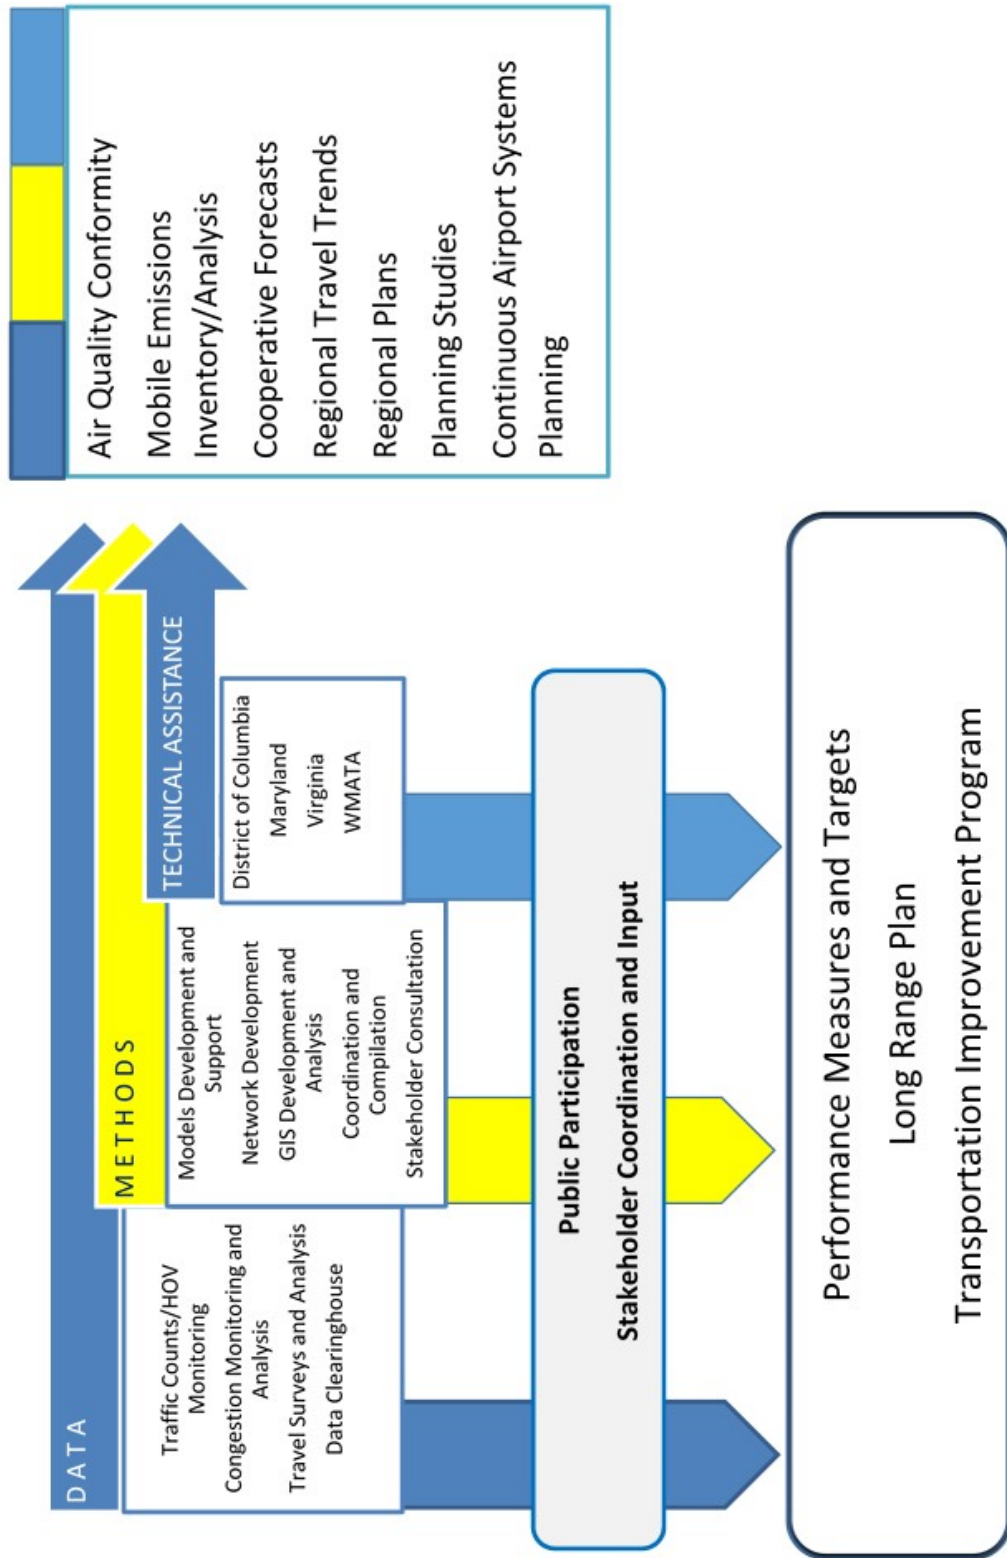 DATA
Traffic Counts/HOV
Monitoring
Congestion Monitoring and
Analysis
Travel Surveys and Analysis
Data Clearinghouse
METHODS
Models Development and
Support
Network Development
GIS Development and
Analysis
Coordination and
Compilation
Stakeholder Consultation
TECHNICAL ASSISTANCE
District of Columbia
Maryland
Virginia
WMATA
Air Quality Conformity
Mobile Emissions
Inventory/Analysis
Cooperative Forecasts
Regional Travel Trends
Regional Plans
Planning Studies
Continuous Airport Systems
Planning
Public Participation
Stakeholder Coordination and Input
Performance Measures and Targets
Long Range Plan
Transportation Improvement Program